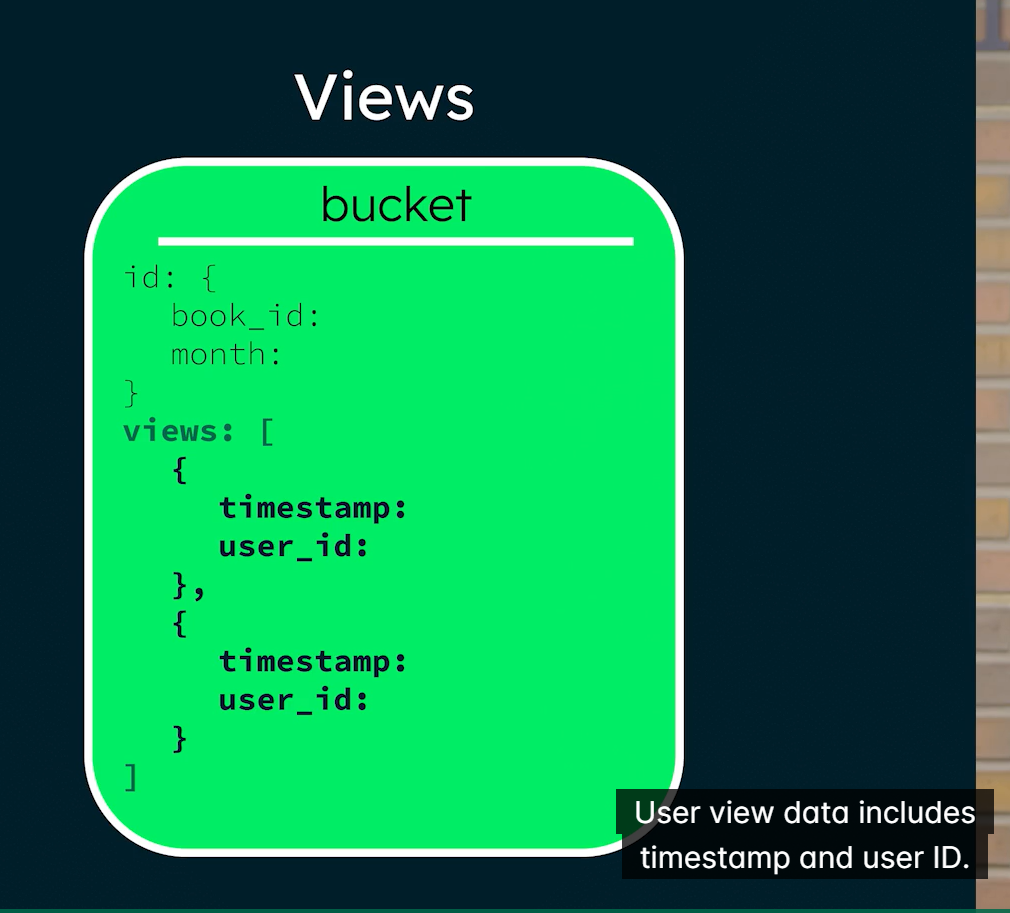 Views
bucket
id: {
book_id:
month:
}
views: [
{
timestamp:
user_id:
},
{
timestamp:
user_id:
}
]
User view data includes
timestamp and user ID.